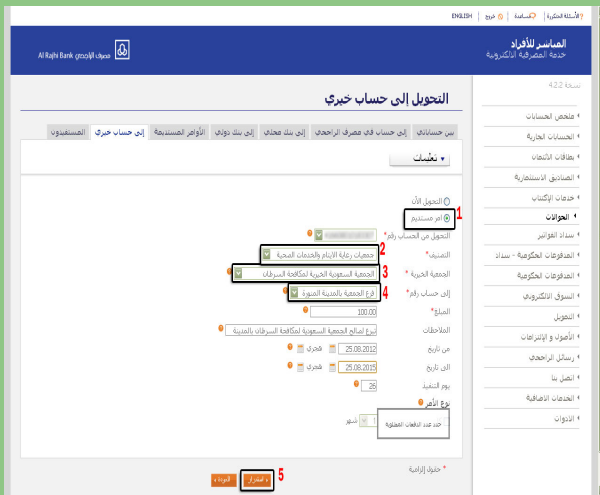 الأسئلة المتكررة | المساعدة | خروج | ENGLISH
المباشر للأفراد
خدمة المصرفية الالكترونية
مصرف الراجحي Al Rajhi Bank
نسخة 4.2.2
التحويل إلى حساب خيري
بين حساباتي
إلى حساب في مصرف الراجحي
إلى بنك محلي
إلى بنك دولي
الأوامر المستديمة
إلى حساب خيري
المستفيدون
تعليمات
التحويل الآن
أمر مستديم
1
التحويل من الحساب رقم*
التصنيف*
جمعيات رعاية الايتام والخدمات الصحية
2
الجمعية الخيرية *
الجمعية السعودية الخيرية لمكافحة السرطان
3
إلى حساب رقم*
فرع الجمعية بالمدينة المنورة
4
المبلغ*
100.00
الملاحظات
تبرع لصالح الجمعية السعودية لمكافحة السرطان بالمدينة
من تاريخ
25.08.2012
هجري
الى تاريخ
25.08.2015
هجري
يوم التنفيذ
26
نوع الأمر
حدد عدد الدفعات المطلوبة
1
شهر
* حقول إلزامية
استمرار
العودة
5
ملخص الحسابات
الحسابات الجارية
بطاقات الائتمان
الصناديق الاستثمارية
خدمات الإكتتاب
الحوالات
سداد الفواتير
المدفوعات الحكومية - سداد
المدفوعات الحكومية
السوق الالكتروني
التمويل
الأصول و الإلتزامات
رسائل الراجحي
اتصل بنا
الخدمات الاضافية
الادوات